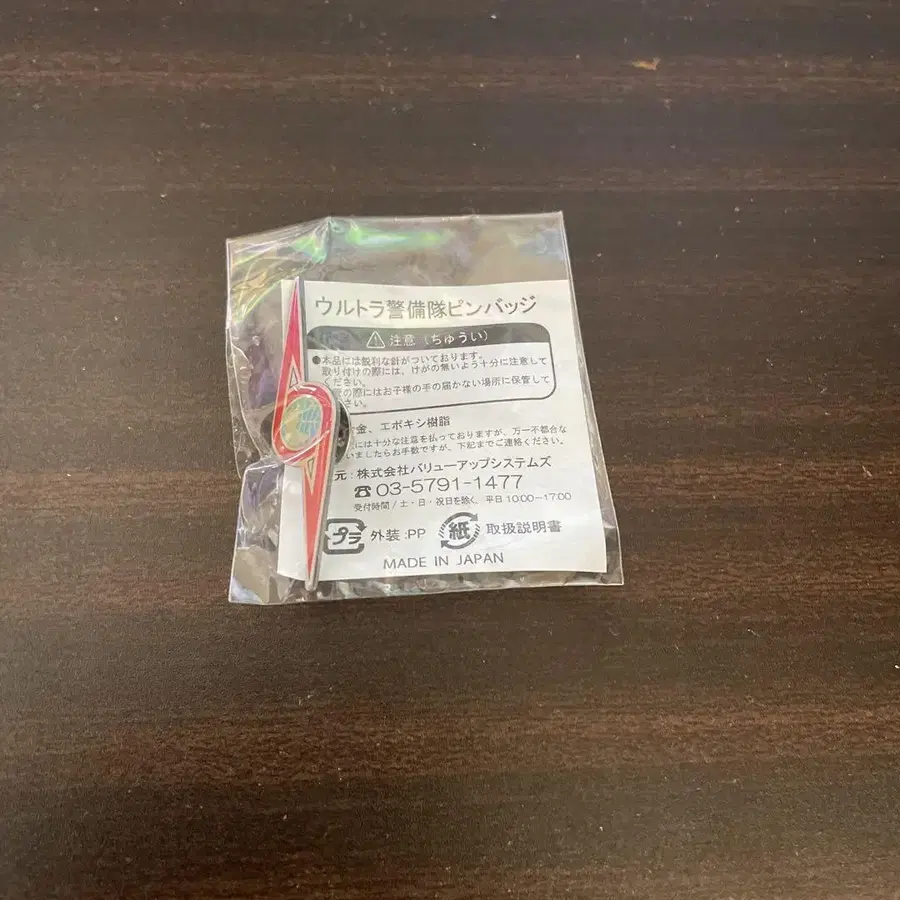 ウルトラ警備隊ピンバッジ
注意(ちゅうい)
●本品には鋭利な針がついております。
取り付けの際には、けがの無いよう十分に注意して
ください。
の際にはお子様の手の届かない場所に保管して
さい。
金、エポキシ樹脂
には十分な注意を払っておりますが、万一不都合な
いましたらお手数ですが、下記までご連絡ください。
元:株式会社バリューアップシステムズ
☎03-5791-1477
受付時間/土・日・祝日を除く、平日10:00-17:00
プラ 外装:PP 紙 取扱説明書
MADE IN JAPAN